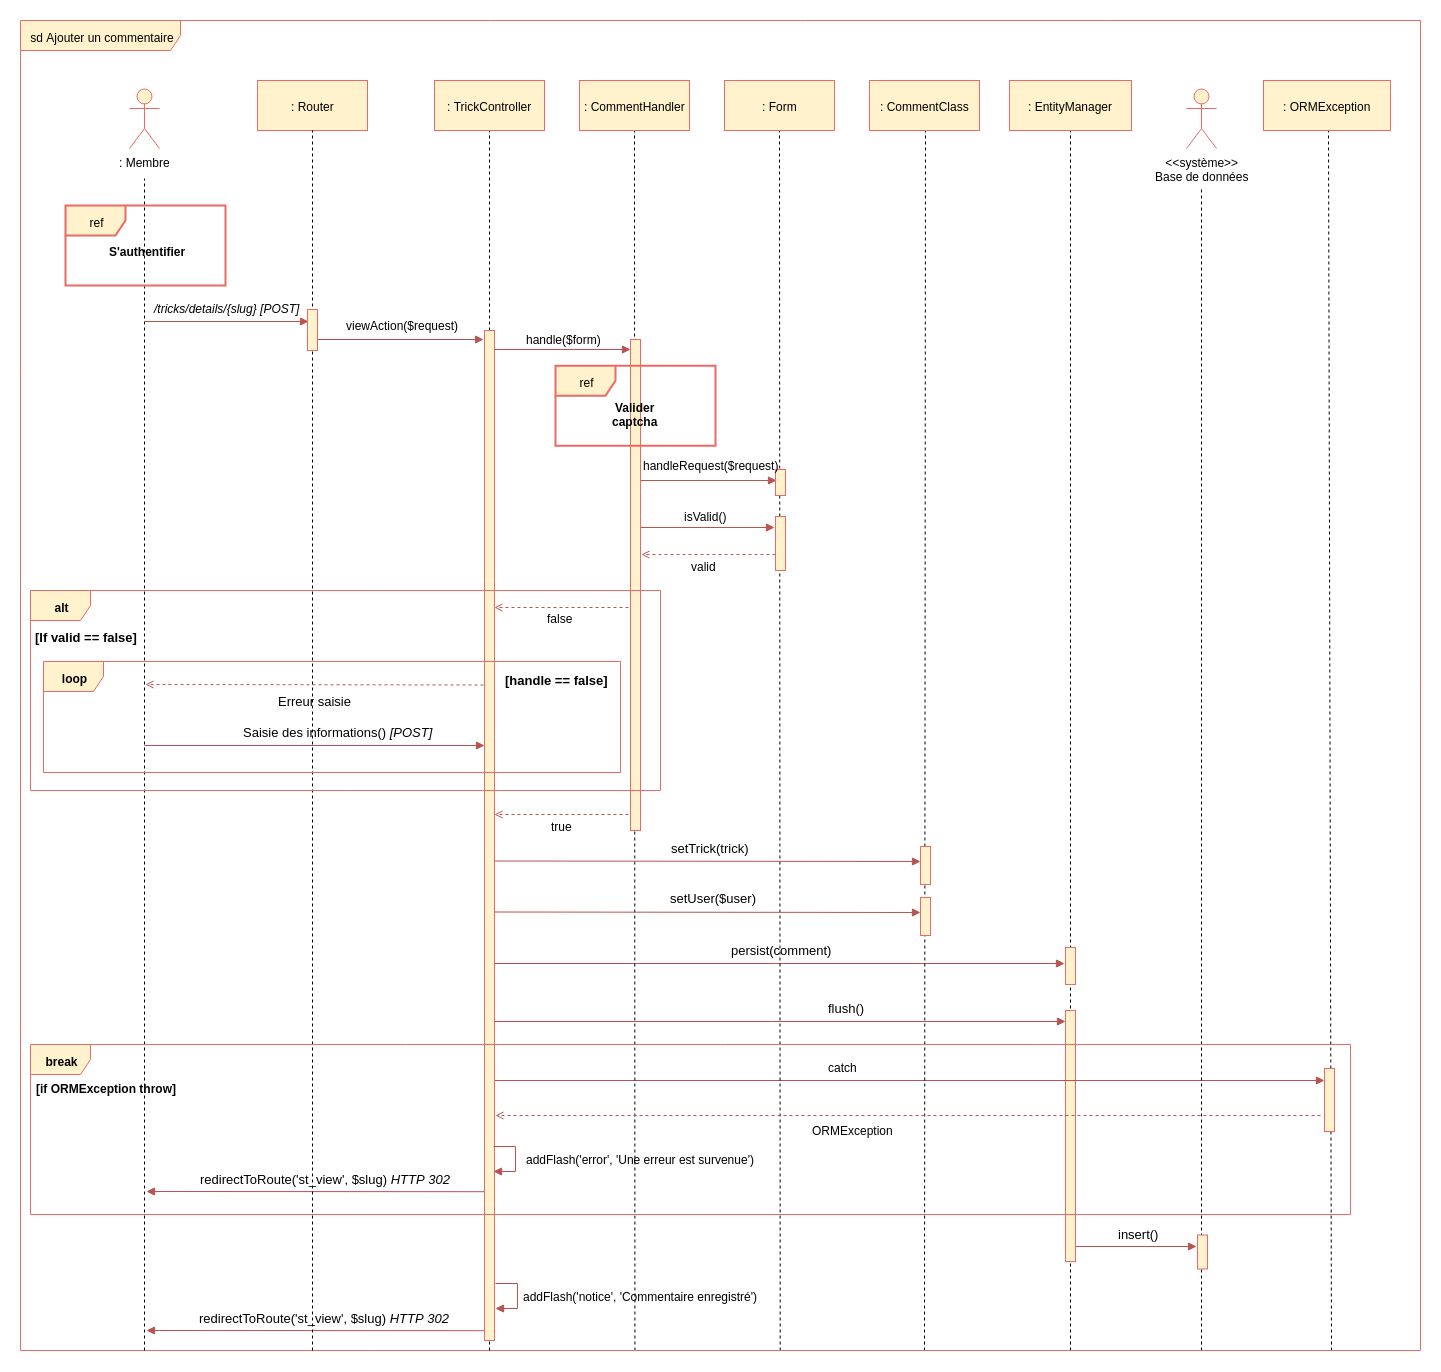 sd Ajouter un commentaire
: Membre
: Router
: TrickController
: CommentHandler
: Form
: CommentClass
: EntityManager
<<système>>
Base de données
: ORMException
ref
S'authentifier
/tricks/details/{slug} [POST]
viewAction($request)
handle($form)
ref
Valider
captcha
handleRequest($request)
isValid()
valid
alt
false
[If valid == false]
loop
[handle == false]
Erreur saisie
Saisie des informations() [POST]
true
setTrick(trick)
setUser($user)
persist(comment)
flush()
break
catch
[if ORMException throw]
ORMException
addFlash('error', 'Une erreur est survenue')
redirectToRoute('st_view', $slug) HTTP 302
insert()
addFlash('notice', 'Commentaire enregistré')
redirectToRoute('st_view', $slug) HTTP 302